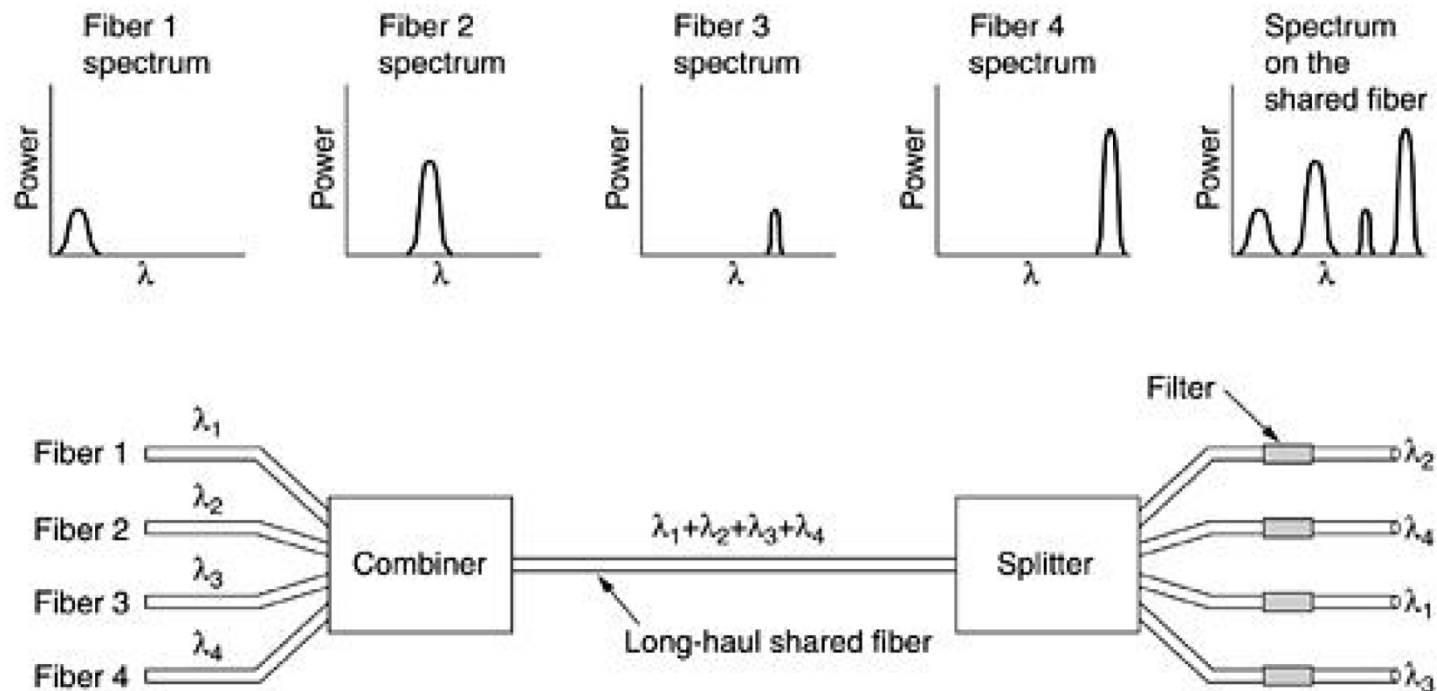 Fiber 1
spectrum
Power
λ
Fiber 2
spectrum
Power
λ
Fiber 3
spectrum
Power
λ
Fiber 4
spectrum
Power
λ
Spectrum
on the
shared fiber
Power
λ
Filter
Fiber 1
λ₁
λ₂
Fiber 2
λ₂
λ₁+λ₂+λ₃+λ₄
λ₄
Combiner
Splitter
Fiber 3
λ₃
λ₁
Long-haul shared fiber
Fiber 4
λ₄
λ₃